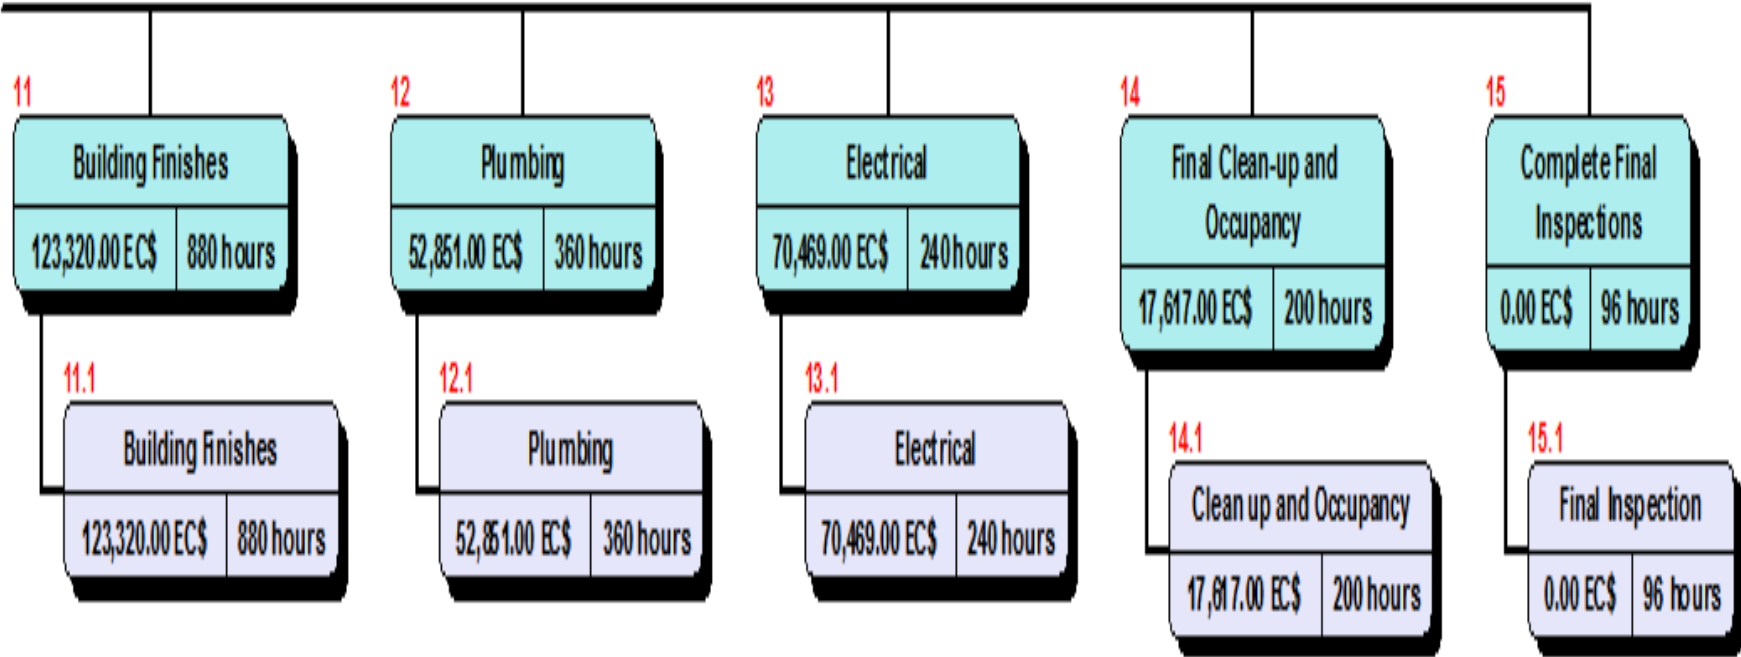 11
Building Finishes
123,320.00 EC$ 880 hours
12
Plumbing
52,851.00 EC$ 360 hours
13
Electrical
70,469.00 EC$ 240 hours
14
Final Clean-up and
Occupancy
17,617.00 EC$ 200 hours
15
Complete Final
Inspections
0.00 EC$ 96 hours
11.1
Building Finishes
123,320.00 EC$ 880 hours
12.1
Plumbing
52,851.00 EC$ 360 hours
13.1
Electrical
70,469.00 EC$ 240 hours
14.1
Clean up and Occupancy
17,617.00 EC$ 200 hours
15.1
Final Inspection
0.00 EC$ 96 hours